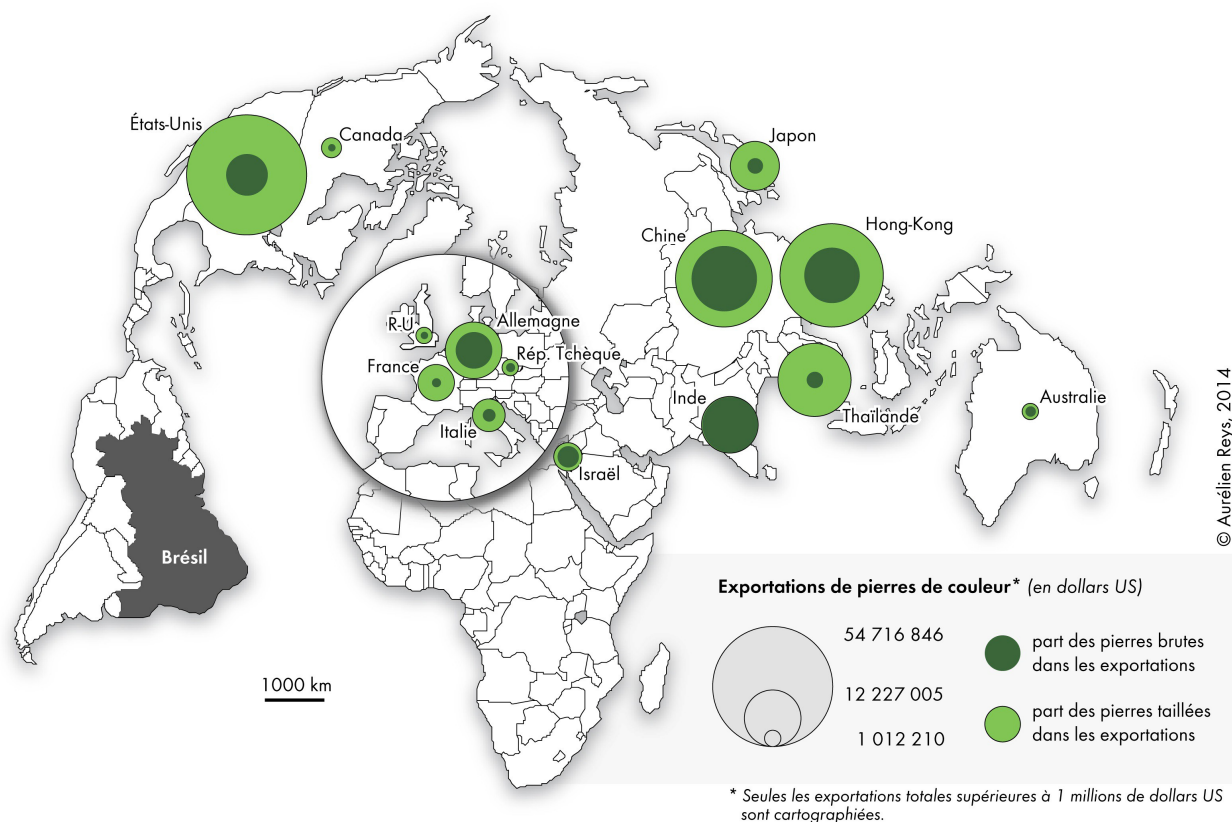 États-Unis
Canada
Japon
Chine
Hong-Kong
R-U
Allemagne
Rép. Tchèque
France
Italie
Israël
Inde
Thaïlande
Australie
Brésil
1000 km
© Aurélien Reys, 2014
Exportations de pierres de couleur* (en dollars US)
54 716 846
12 227 005
1 012 210
part des pierres brutes
dans les exportations
part des pierres taillées
dans les exportations
* Seules les exportations totales supérieures à 1 millions de dollars US
sont cartographiées.